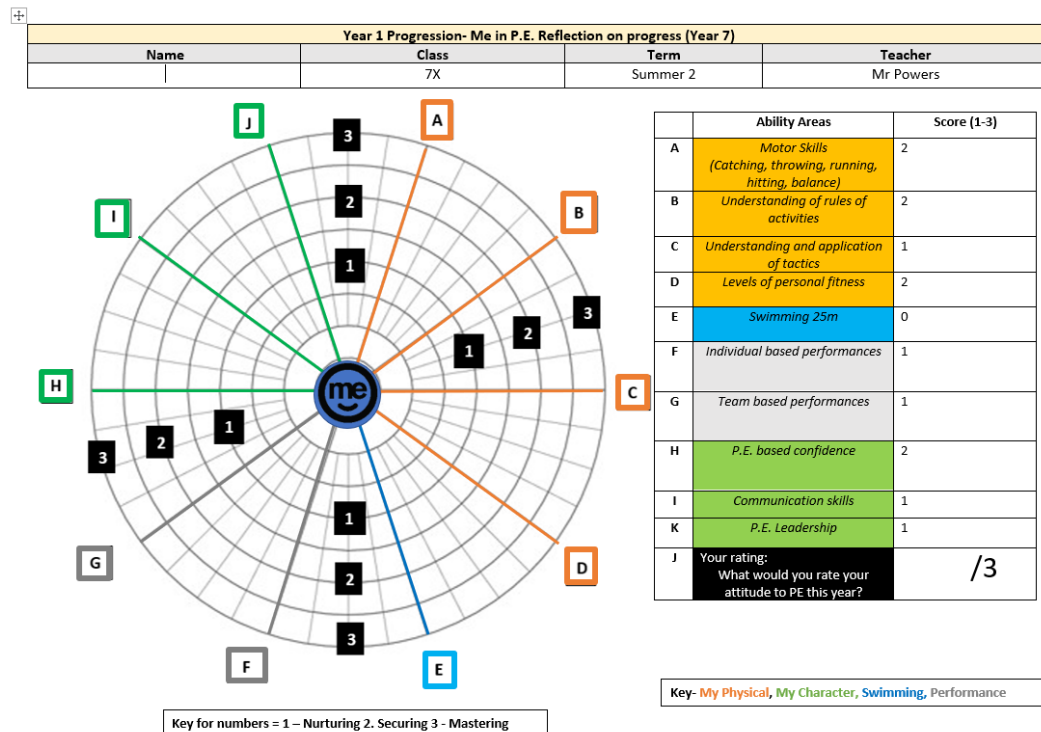 Year 1 Progression- Me in P.E. Reflection on progress (Year 7)
Name Class Term Teacher
7X Summer 2 Mr Powers
J
3
A
I
2
B
1
3
2
1
H
me
C
1
2
3
1
G
2
D
3
F
E
Key for numbers = 1 – Nurturing 2. Securing 3 - Mastering
Ability Areas Score (1-3)
A Motor Skills 2
(Catching, throwing, running,
hitting, balance)
B Understanding of rules of 2
activities
C Understanding and application 1
of tactics
D Levels of personal fitness 2
E Swimming 25m 0
F Individual based performances 1
G Team based performances 1
H P.E. based confidence 2
I Communication skills 1
K P.E. Leadership 1
J Your rating: /3
What would you rate your
attitude to PE this year?
Key- My Physical, My Character, Swimming, Performance